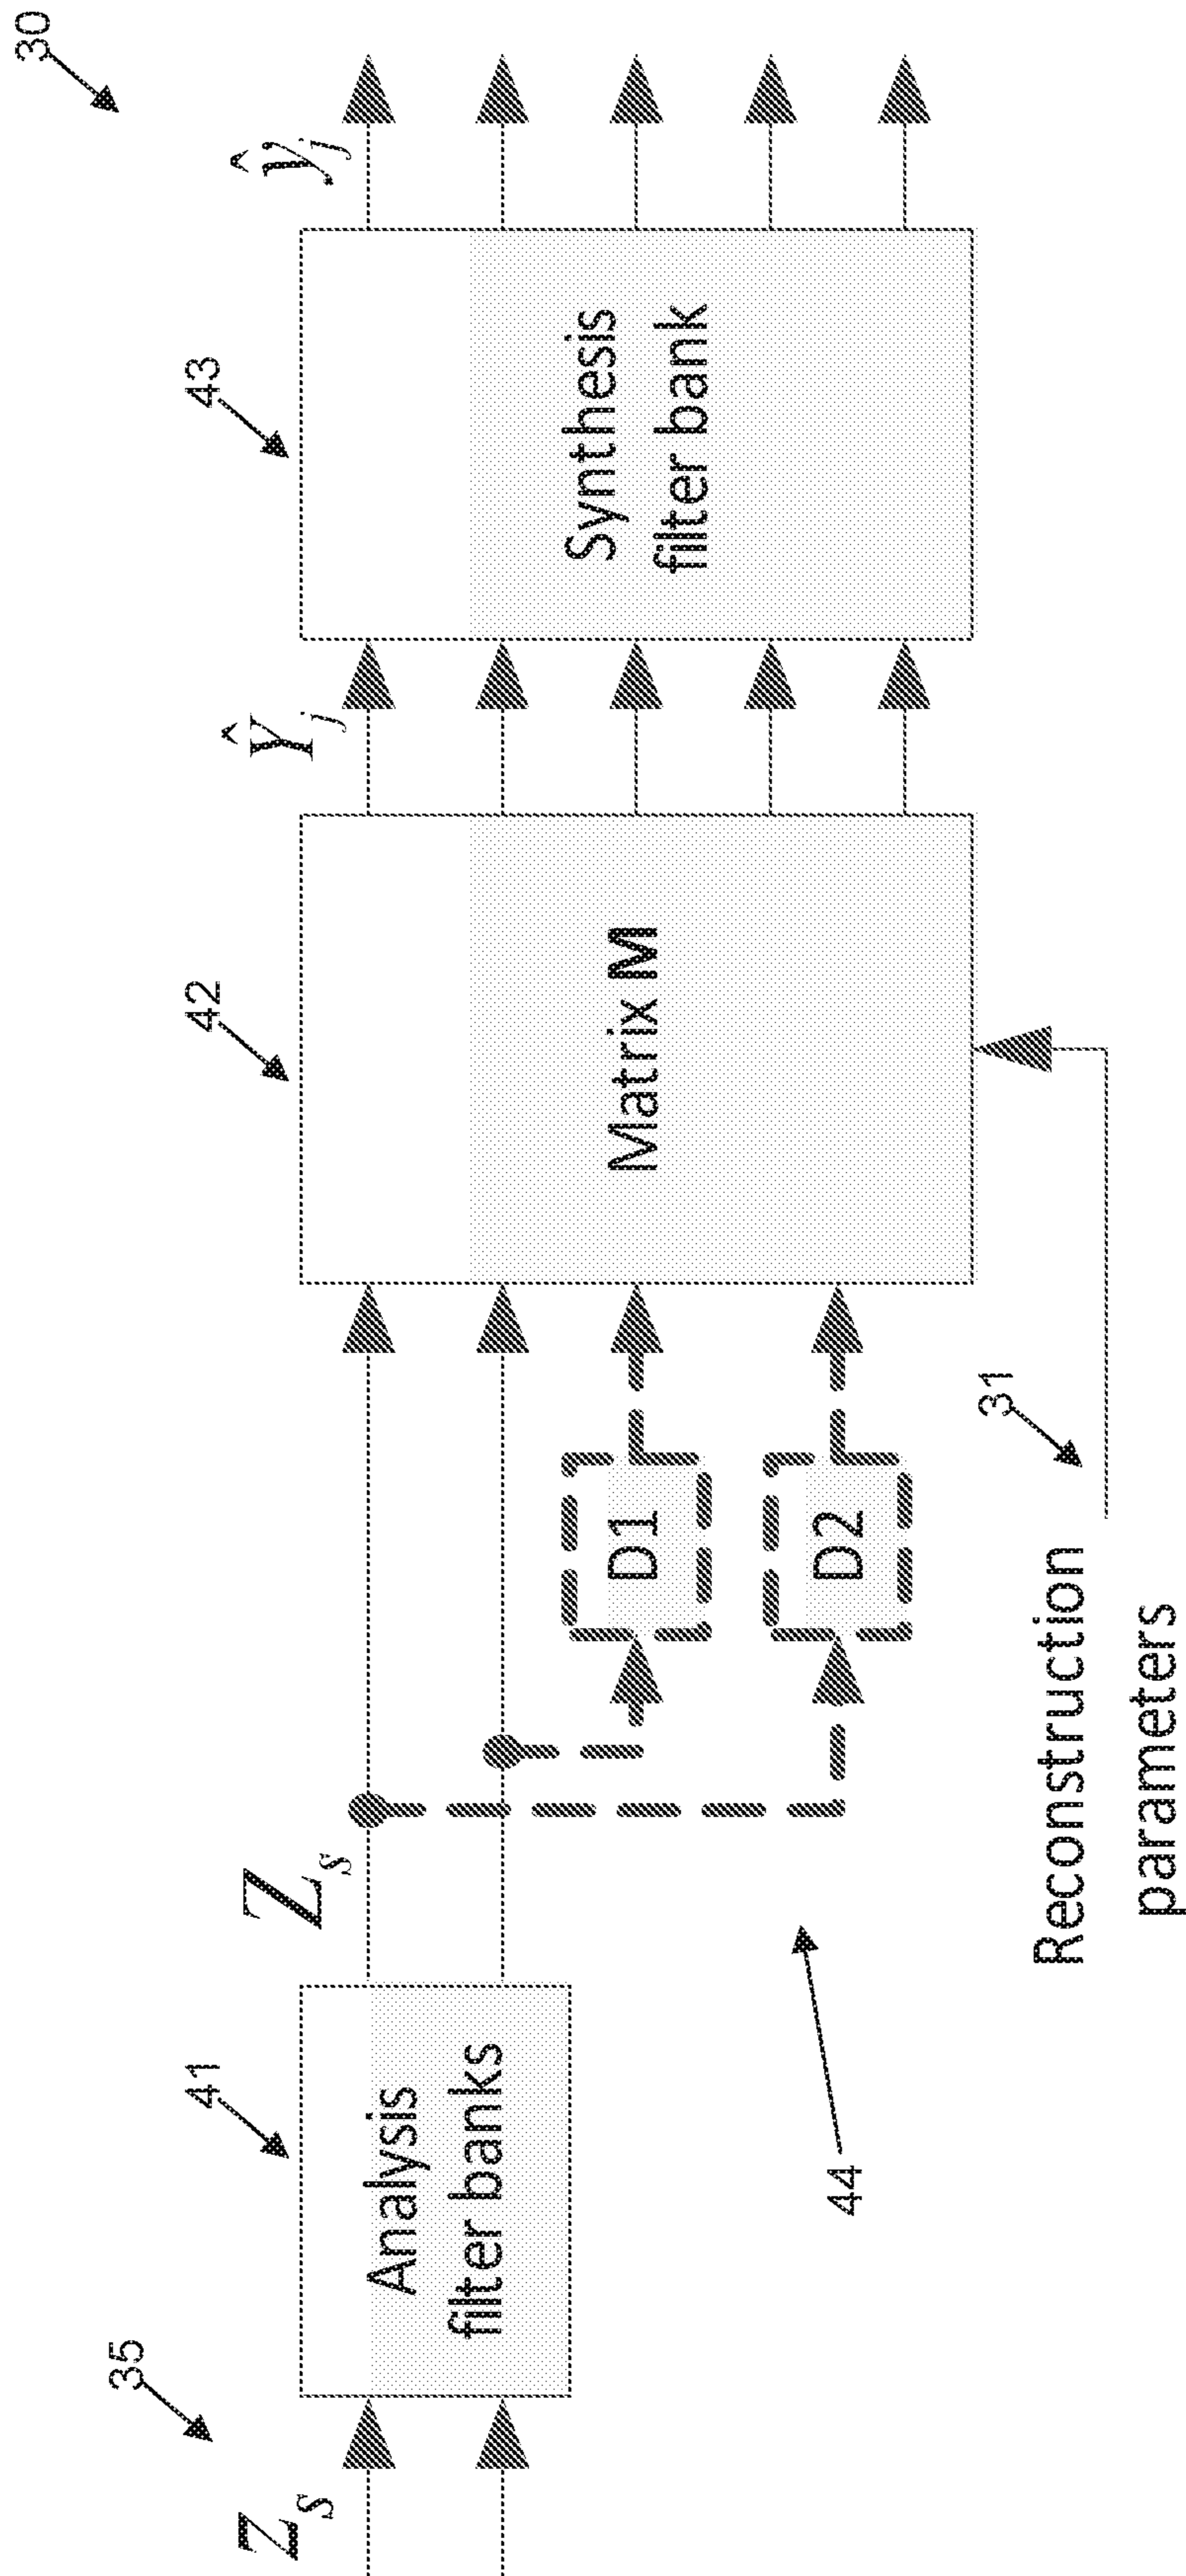 30
35
41
42
43
z_s
Z_s
Ŷ_j
ŷ_j
Analysis
filter banks
D1
D2
Matrix M
Synthesis
filter bank
44
31
Reconstruction
parameters